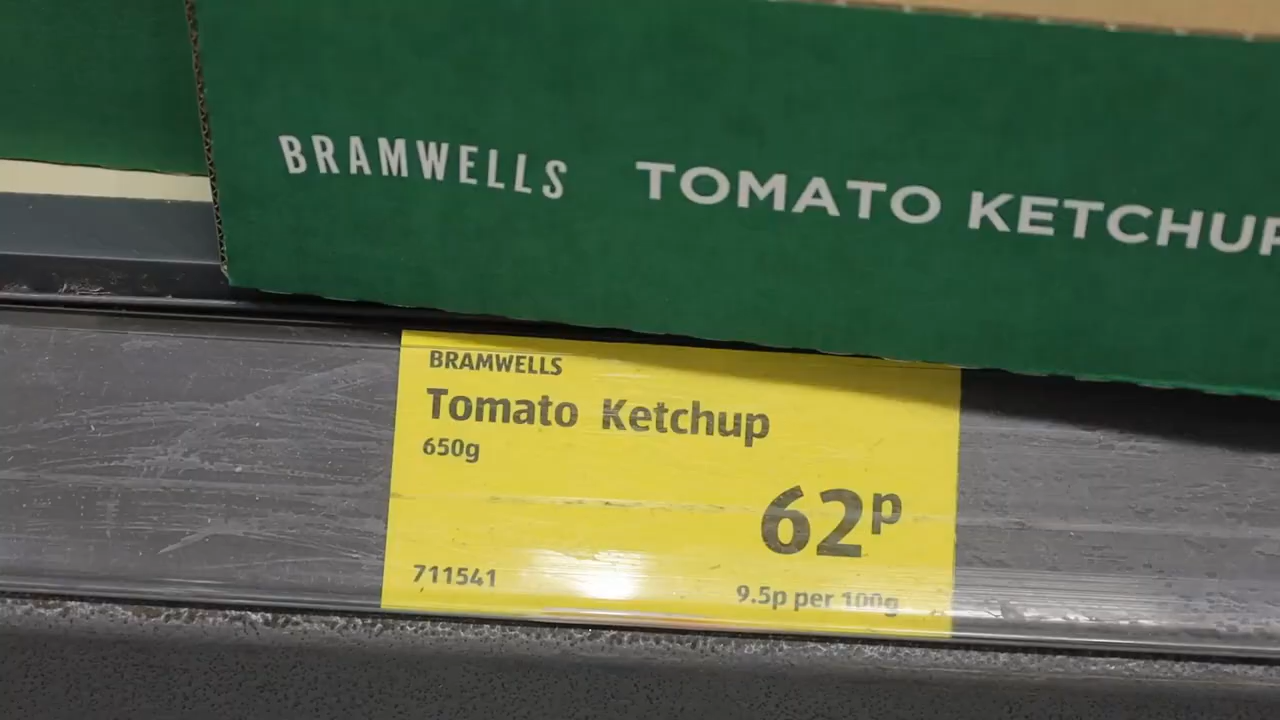 BRAMWELLS TOMATO KETCHUP
BRAMWELLS
Tomato Ketchup
650g
62p
711541
9.5p per 100g